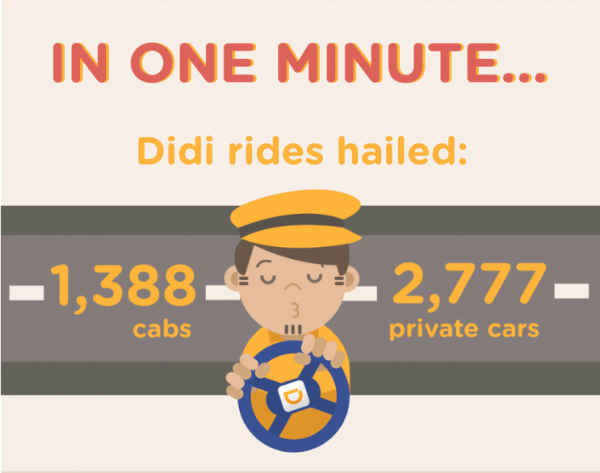 IN ONE MINUTE...
Didi rides hailed:
1,388
cabs
2,777
private cars